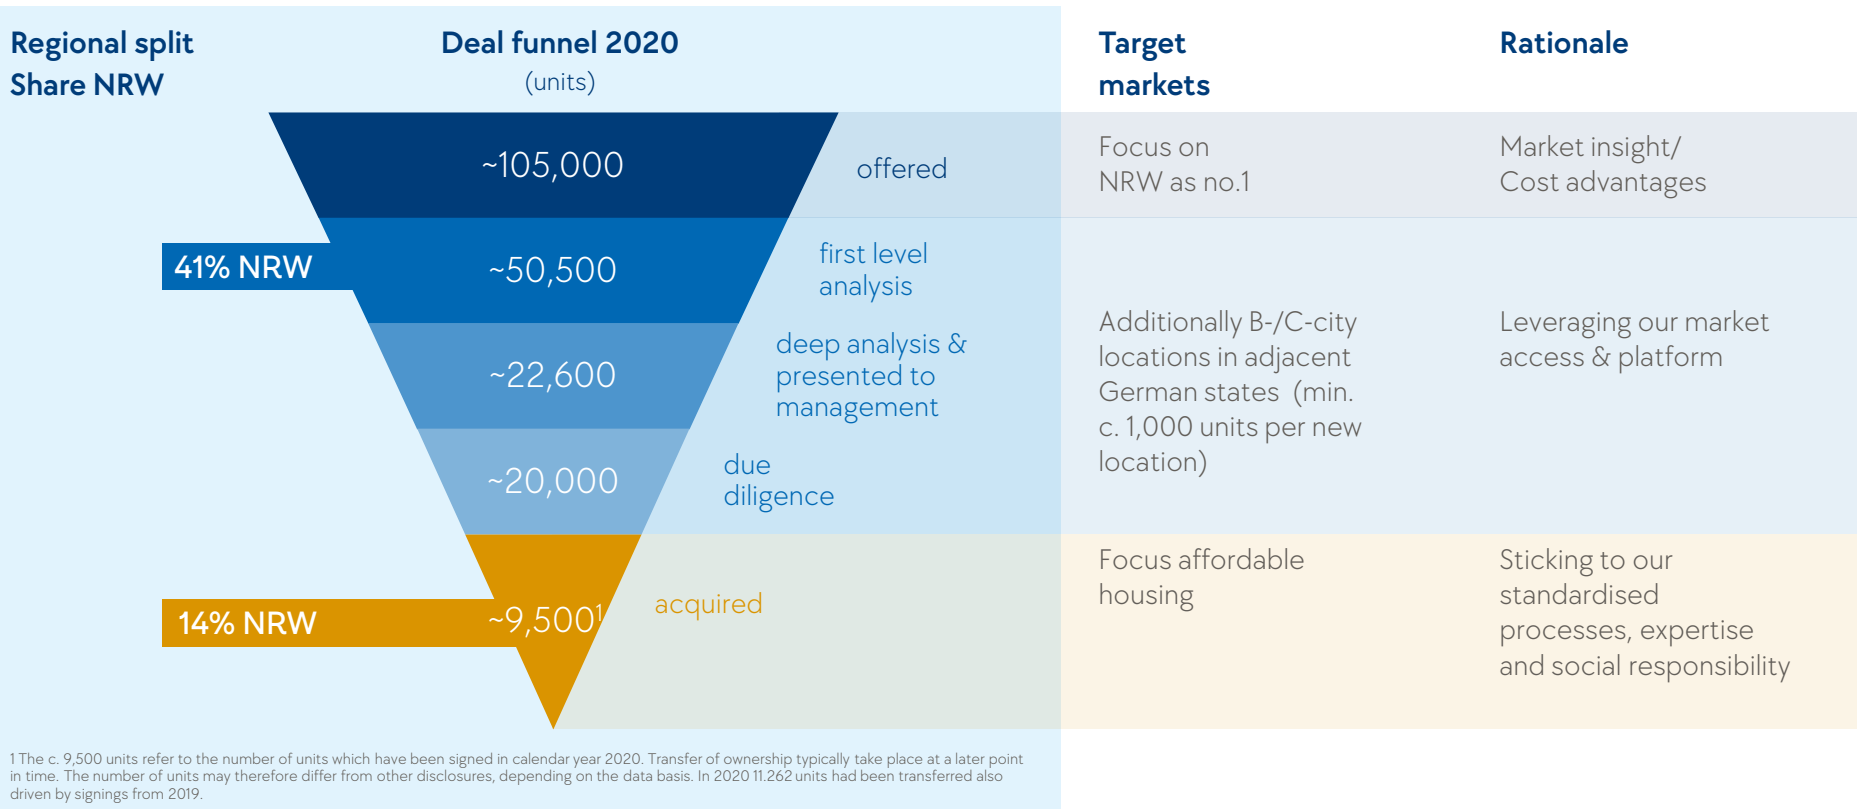 Regional split
Share NRW
Deal funnel 2020
(units)
Target
markets
Rationale
~105,000
offered
Focus on
NRW as no.1
Market insight/
Cost advantages
41% NRW
~50,500
first level
analysis
~22,600
deep analysis &
presented to
management
Additionally B-/C-city
locations in adjacent
German states (min.
c. 1,000 units per new
location)
Leveraging our market
access & platform
~20,000
due
diligence
14% NRW
~9,500¹
acquired
Focus affordable
housing
Sticking to our
standardised
processes, expertise
and social responsibility
1 The c. 9,500 units refer to the number of units which have been signed in calendar year 2020. Transfer of ownership typically take place at a later point
in time. The number of units may therefore differ from other disclosures, depending on the data basis. In 2020 11.262 units had been transferred also
driven by signings from 2019.